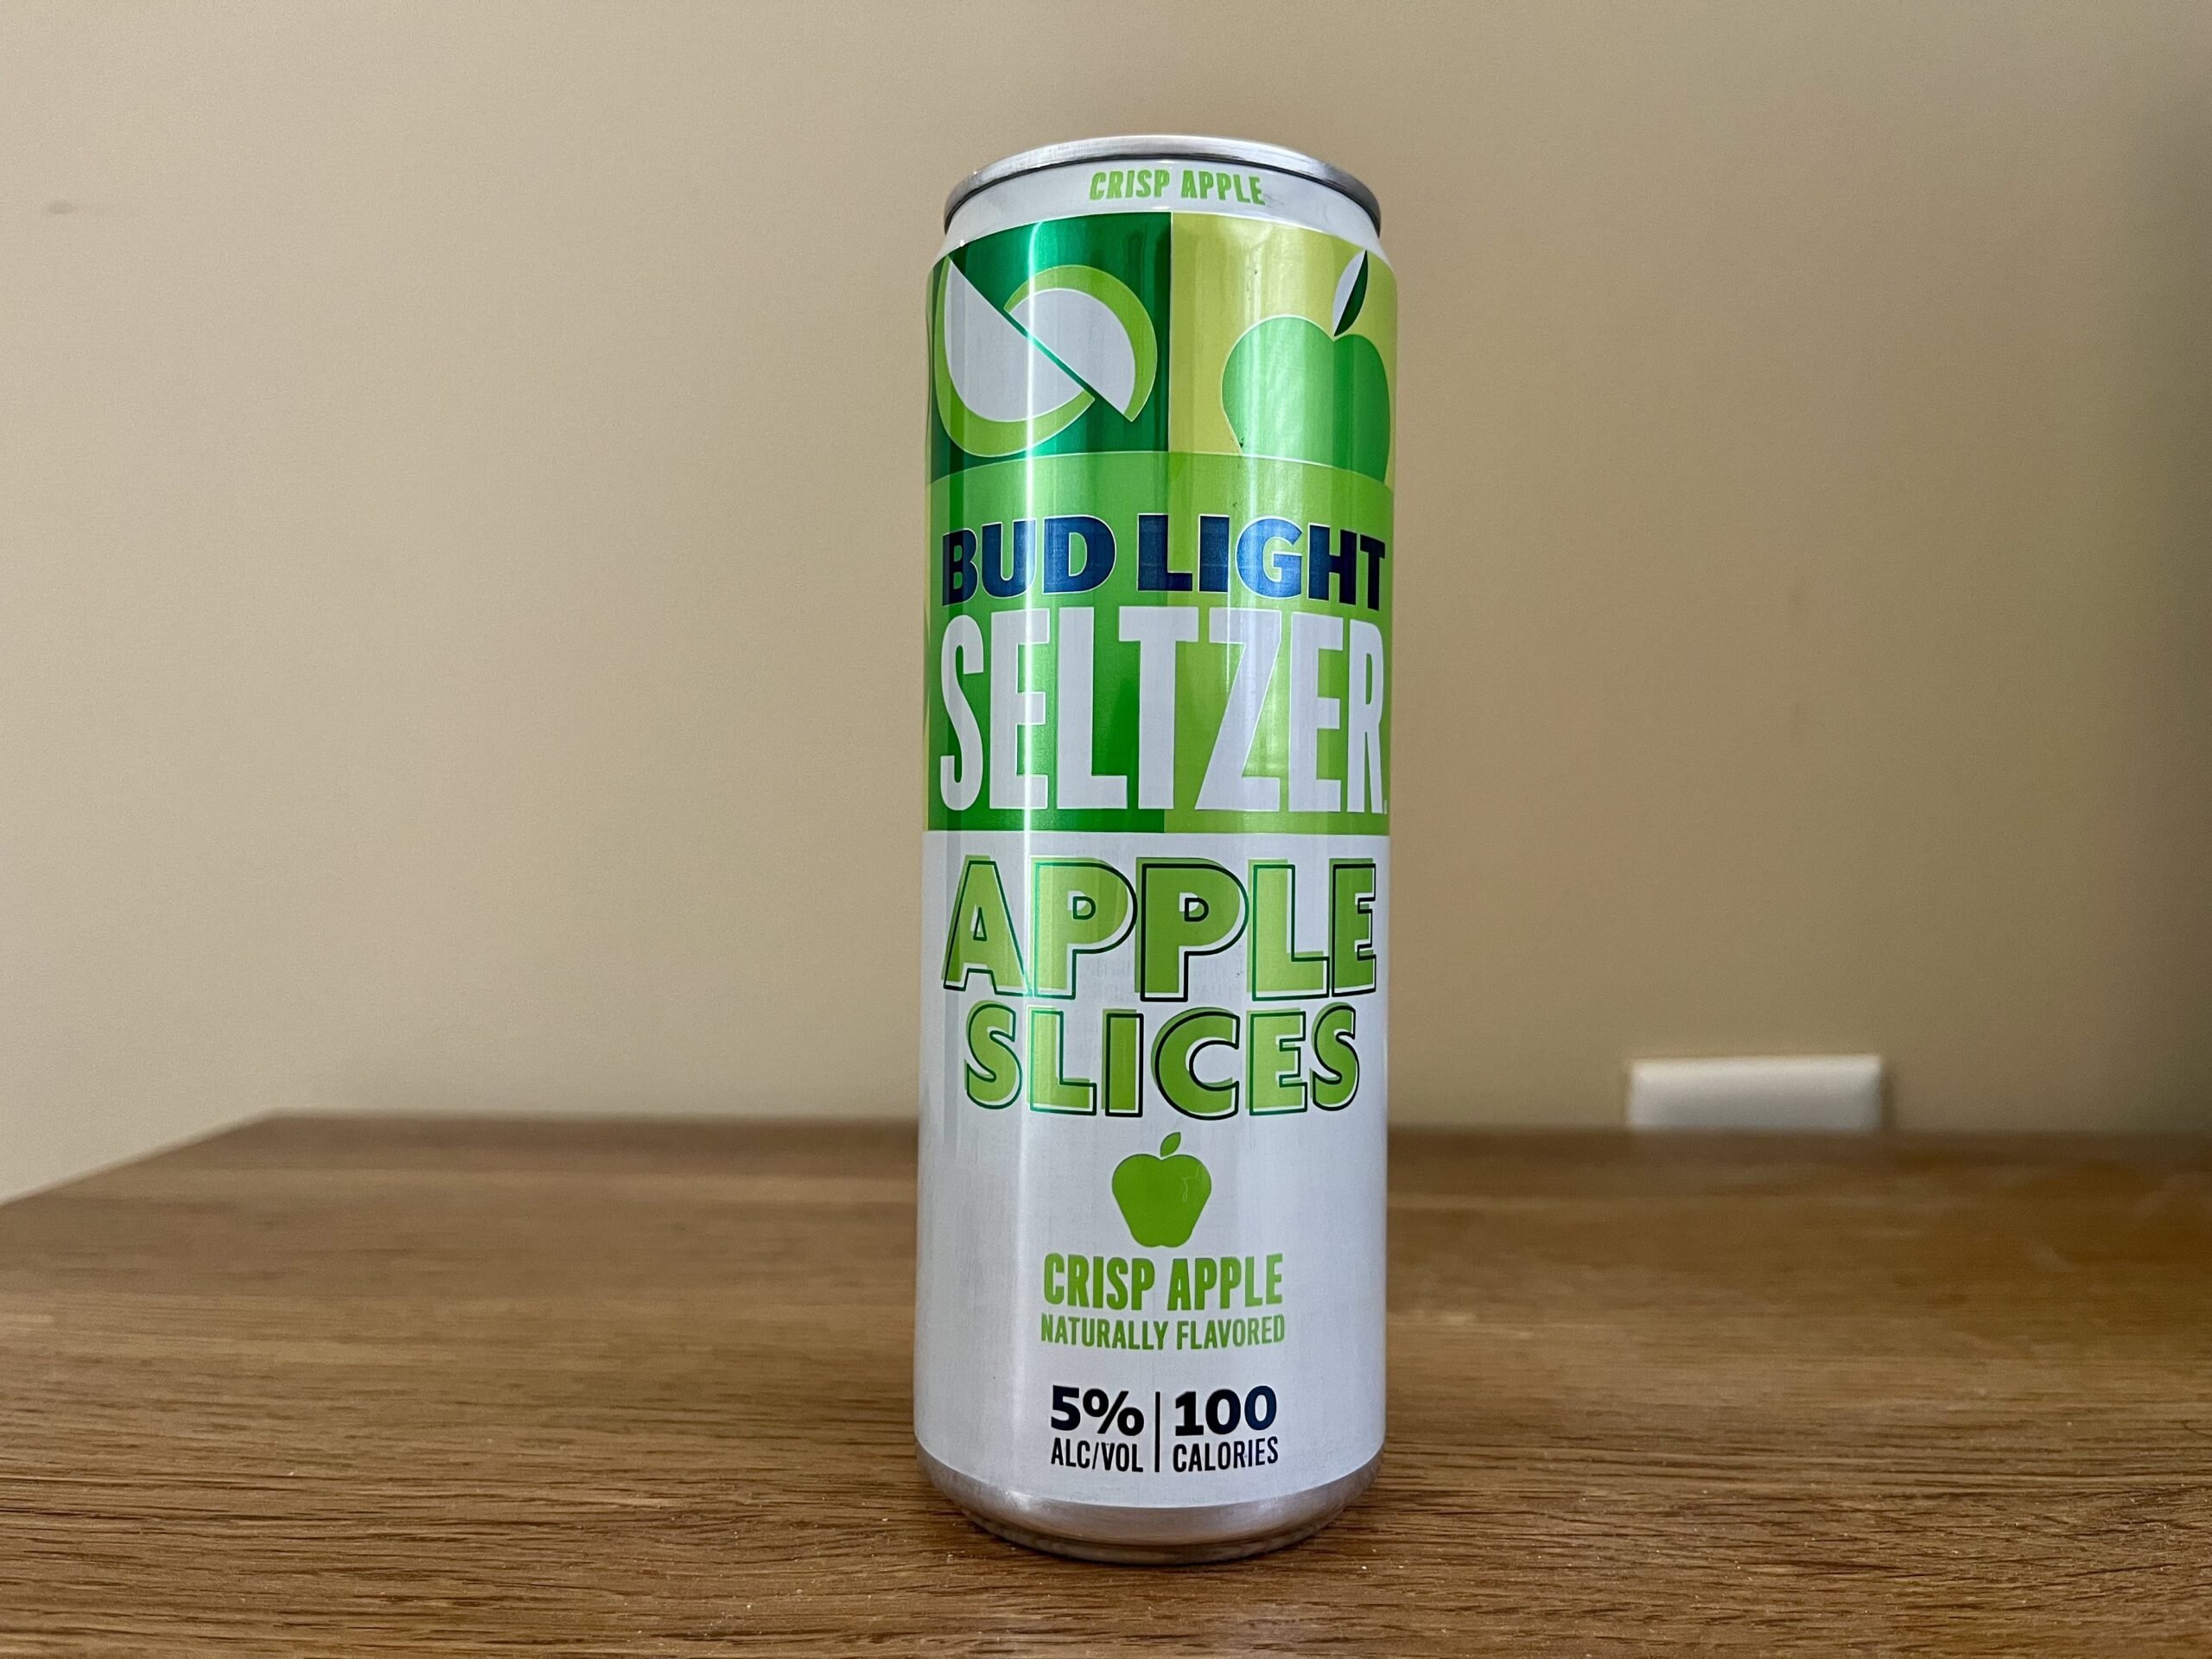 CRISP APPLE
BUD LIGHT
SELTZER.
APPLE
SLICES
CRISP APPLE
NATURALLY FLAVORED
5% | 100
ALC/VOL | CALORIES